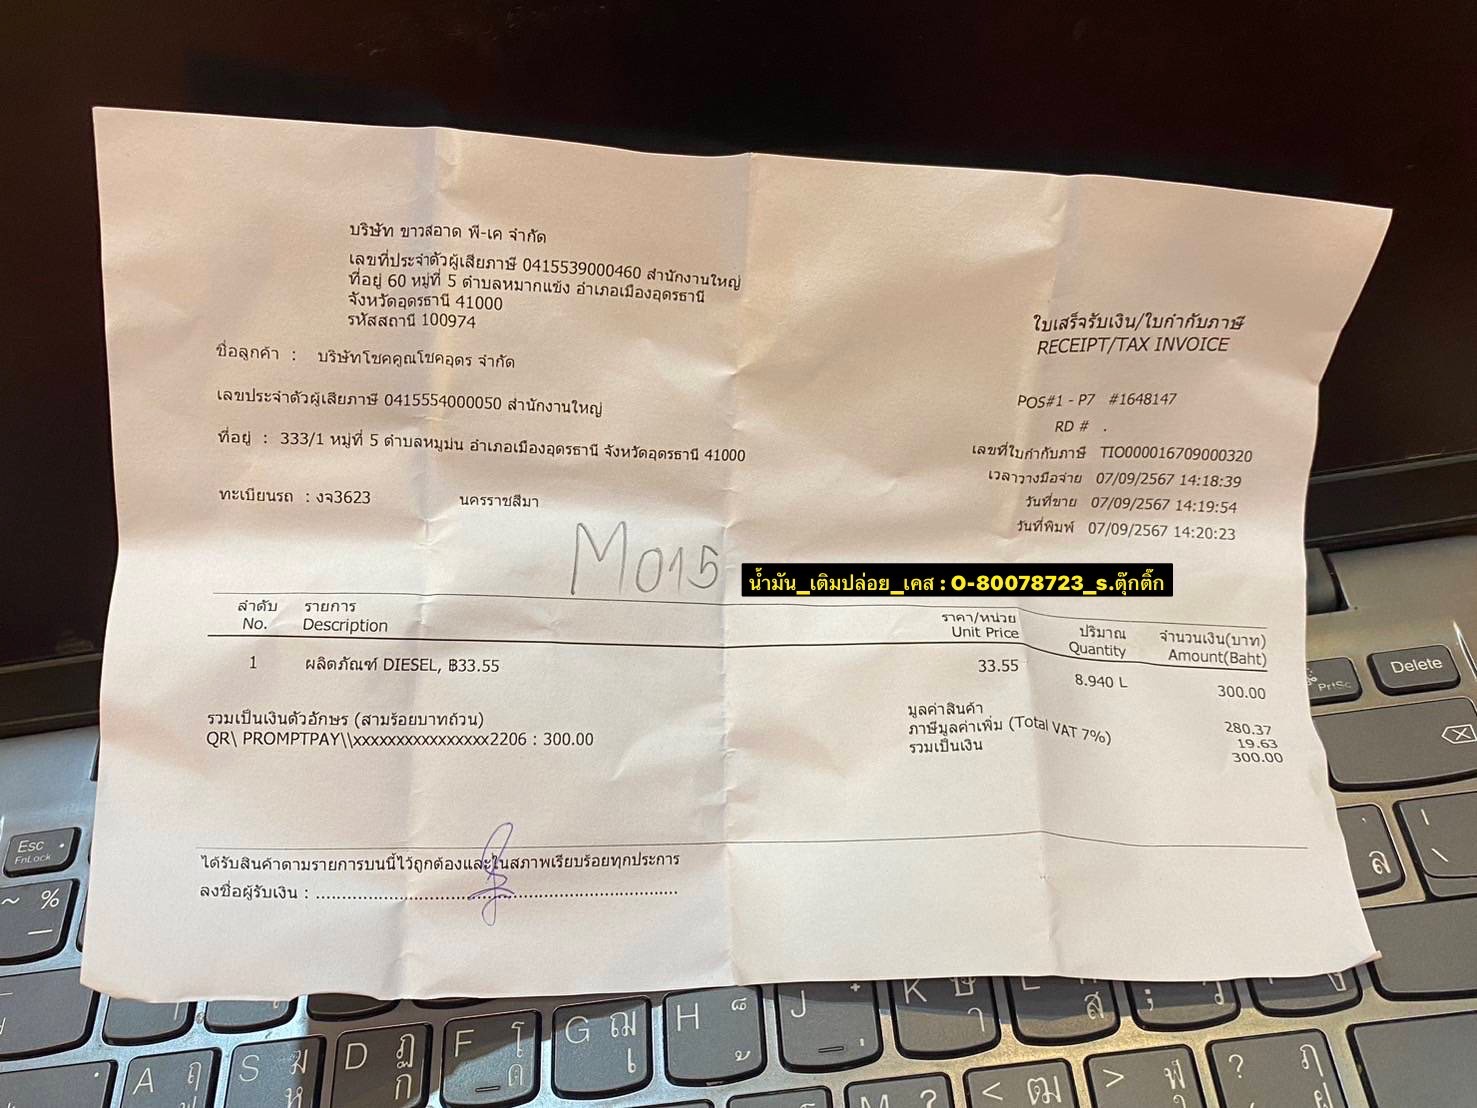 บริษัท ขาวสอาด พี-เค จำกัด
เลขที่ประจำตัวผู้เสียภาษี 0415539000460 สำนักงานใหญ่
ที่อยู่ 60 หมู่ที่ 5 ตำบลหมากแข้ง อำเภอเมืองอุดรธานี
จังหวัดอุดรธานี 41000
รหัสสถานี 100974
ใบเสร็จรับเงิน/ใบกำกับภาษี
RECEIPT/TAX INVOICE
ชื่อลูกค้า : บริษัทโชคคูณโชคอุดร จำกัด
เลขประจำตัวผู้เสียภาษี 0415554000050 สำนักงานใหญ่
ที่อยู่ : 333/1 หมู่ที่ 5 ตำบลหมูม่น อำเภอเมืองอุดรธานี จังหวัดอุดรธานี 41000
ทะเบียนรถ : งจ3623 นครราชสีมา
POS#1 - P7 #1648147
RD # .
เลขที่ใบกำกับภาษี TIO000016709000320
เวลาวางมือจ่าย 07/09/2567 14:18:39
วันที่ขาย 07/09/2567 14:19:54
วันที่พิมพ์ 07/09/2567 14:20:23
M015
น้ำมัน_เติมปล่อย_เคส : O-80078723_s.ตุ๊กติ๊ก
ลำดับ รายการ ราคา/หน่วย ปริมาณ จำนวนเงิน(บาท)
No. Description Unit Price Quantity Amount(Baht)
1 ผลิตภัณฑ์ DIESEL, ฿33.55 33.55 8.940 L 300.00
รวมเป็นเงินตัวอักษร (สามร้อยบาทถ้วน)
QR\ PROMPTPAY\\xxxxxxxxxxxxxxxx2206 : 300.00
มูลค่าสินค้า 280.37
ภาษีมูลค่าเพิ่ม (Total VAT 7%) 19.63
รวมเป็นเงิน 300.00
ได้รับสินค้าตามรายการบนนี้ไว้ถูกต้องและในสภาพเรียบร้อยทุกประการ
ลงชื่อผู้รับเงิน :
Delete
PrtSc
Esc
FnLock
~ %
ล
F โ
G ฌ
H
J
K ษ
A ฤ
S ฆ
D ฏ
ก
ด
เ
า
ส
ว
ห
< ฒ
> ฬ
? ฦ
M ?